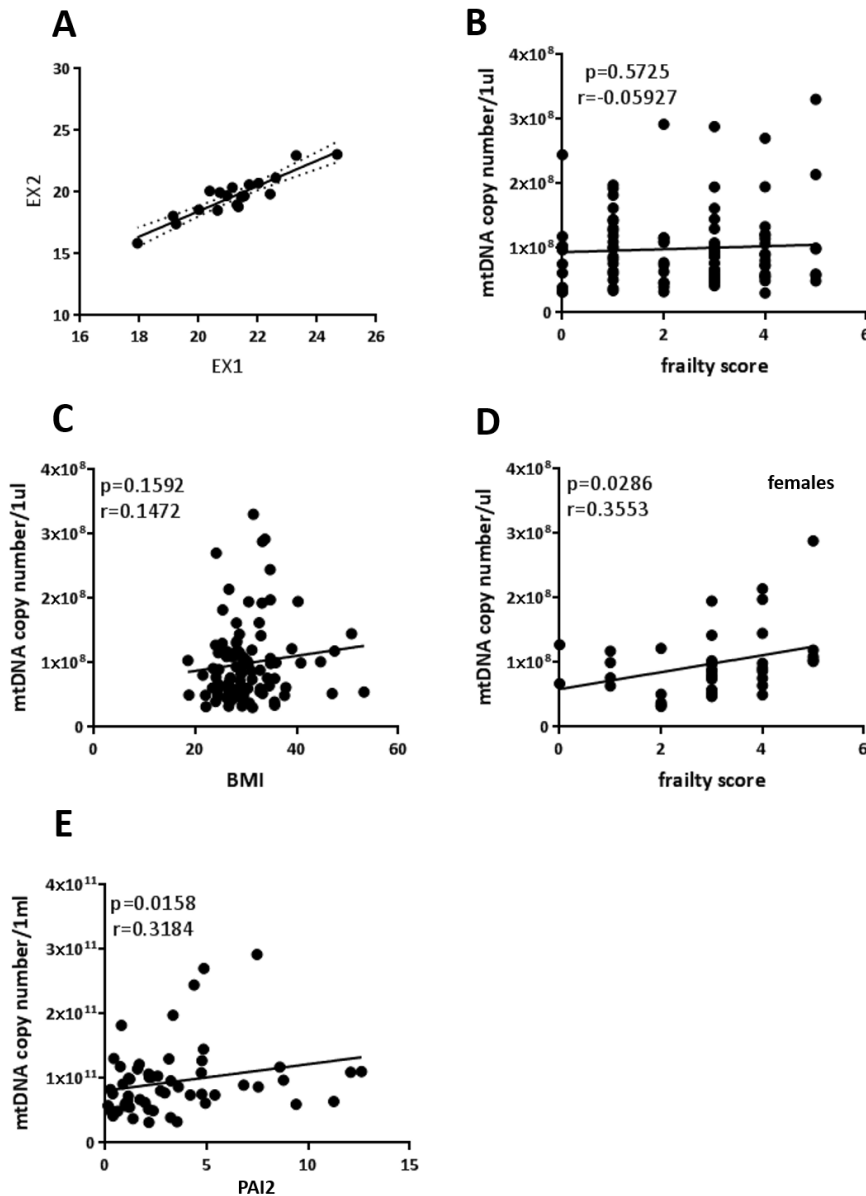 A
30
25
20
15
10
EX2
16
18
20
22
24
26
EX1
B
4x10⁸
3x10⁸
2x10⁸
1x10⁸
0
mtDNA copy number/1ul
p=0.5725
r=-0.05927
0
2
4
6
frailty score
C
4x10⁸
3x10⁸
2x10⁸
1x10⁸
0
mtDNA copy number/1ul
p=0.1592
r=0.1472
0
20
40
60
BMI
D
4x10⁸
3x10⁸
2x10⁸
1x10⁸
0
mtDNA copy number/ul
p=0.0286
r=0.3553
females
0
2
4
6
frailty score
E
4x10¹¹
3x10¹¹
2x10¹¹
1x10¹¹
0
mtDNA copy number/1ml
p=0.0158
r=0.3184
0
5
10
15
PAI2